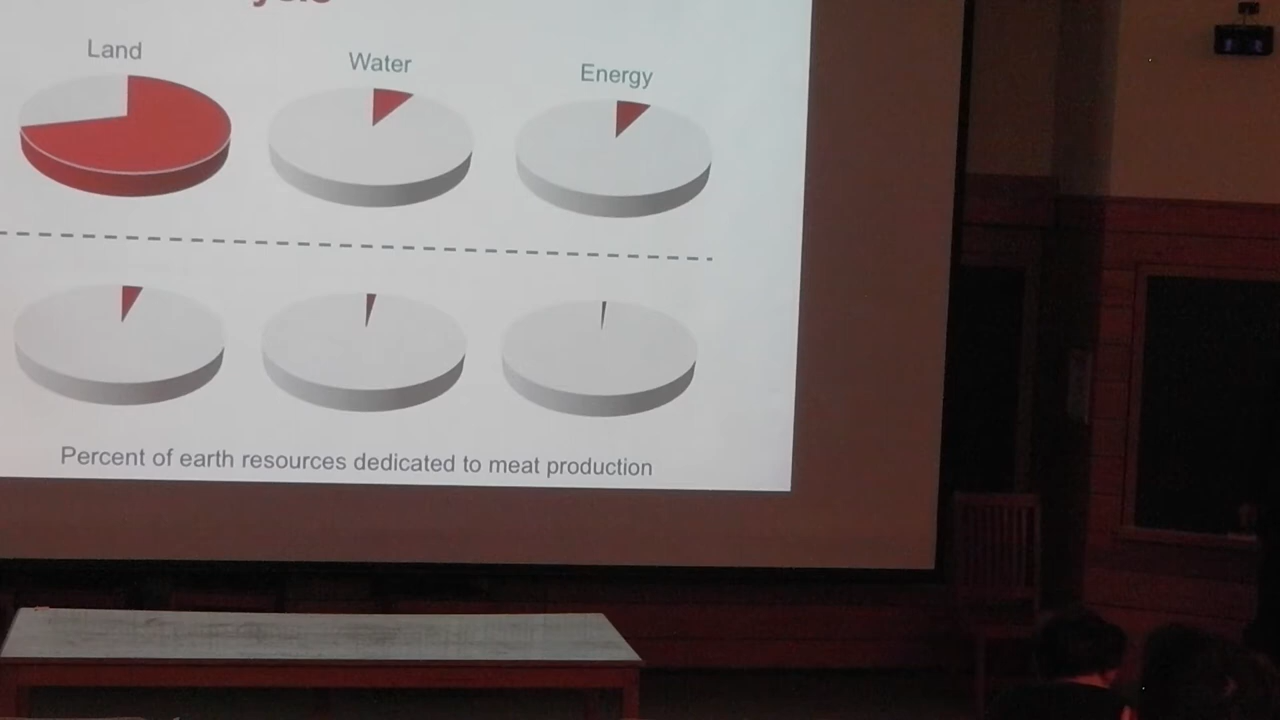 Land
Water
Energy
Percent of earth resources dedicated to meat production